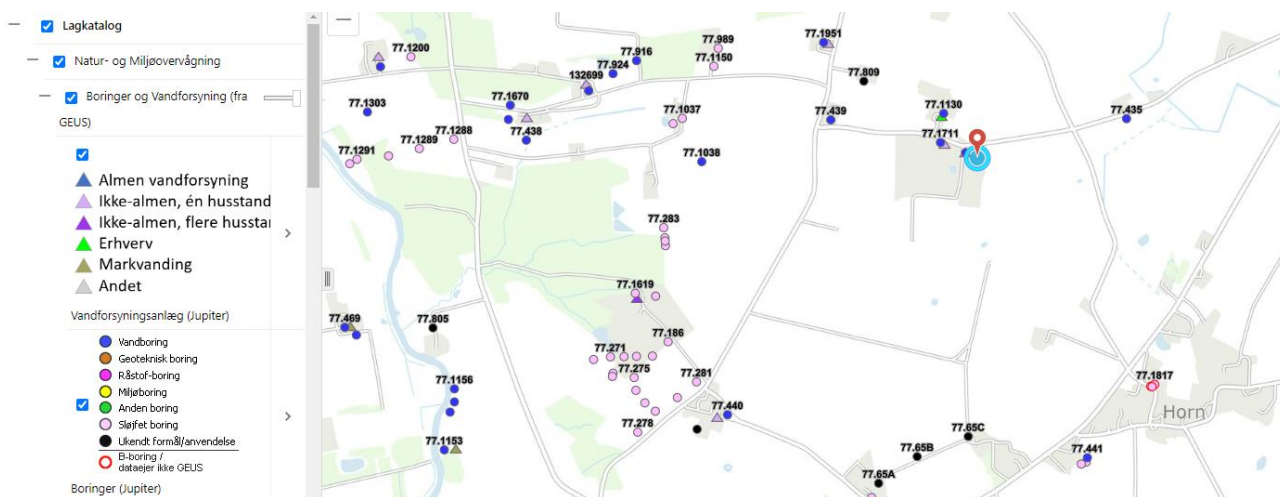 Lagkatalog
Natur- og Miljøovervågning
Boringer og Vandforsyning (fra
GEUS)
Almen vandforsyning
Ikke-almen, én husstand
Ikke-almen, flere hussta
Erhverv
Markvanding
Andet
Vandforsyningsanlæg (Jupiter)
Vandboring
Geoteknisk boring
Råstof-boring
Miljøboring
Anden boring
Sløjfet boring
Ukendt formål/anvendelse
B-boring /
dataejer ikke GEUS
Boringer (Jupiter)
77.1951
77.989
77.1200
77.916
77.924
77.1150
132699
77.809
77.1670
77.1303
77.1037
77.439
77.1130
77.435
77.1288
77.1289
77.438
77.1711
77.1291
77.1038
77.283
77.1619
77.469
77.805
77.186
77.271
77.275
77.281
77.1817
77.1156
77.440
Horn
77.278
77.65C
77.1153
77.65B
77.441
77.65A